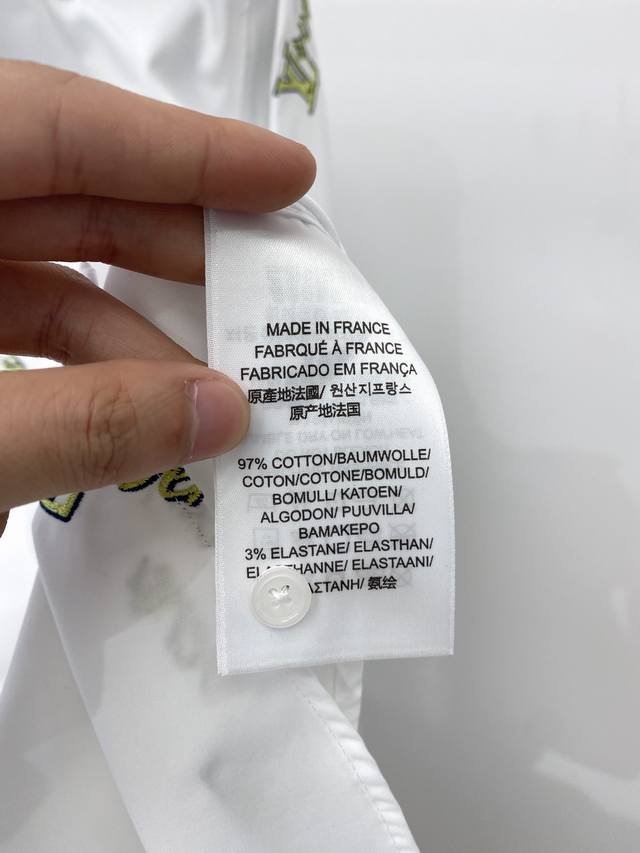 MADE IN FRANCE
FABRQUÉ À FRANCE
FABRICADO EM FRANÇA
原產地法國/ 원산지프랑스
原产地法国
97% COTTON/BAUMWOLLE/
COTON/COTONE/BOMULD/
BOMULL/ KATOEN/
ALGODON/ PUUVILLA/
BAMAKEPO
3% ELASTANE/ ELASTHAN/
ELASTHANNE/ ELASTAANI/
ΑΣΤΑΝΗ/ 氨绘